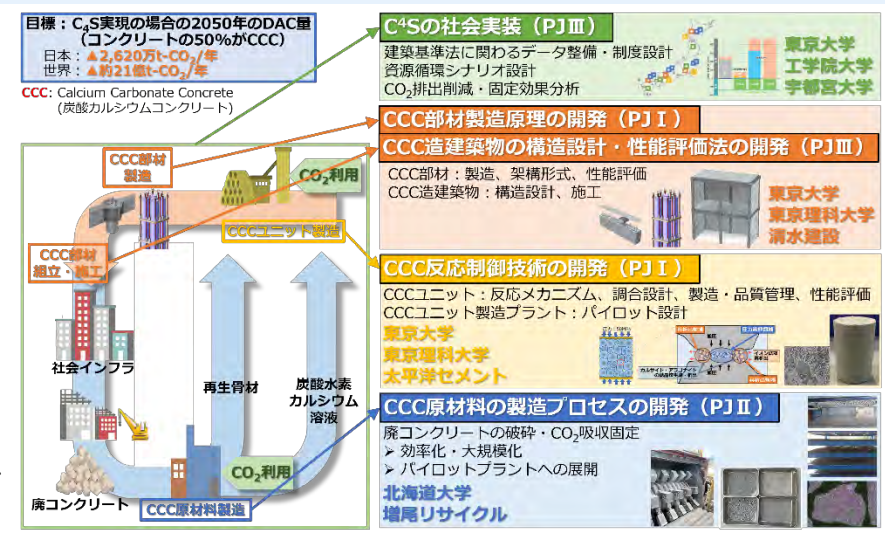 目標：C₄S実現の場合の2050年のDAC量
（コンクリートの50%がCCC）
日本：▲2,620万t-CO₂/年
世界：▲約21億t-CO₂/年
CCC: Calcium Carbonate Concrete
(炭酸カルシウムコンクリート)
CCC部材
製造
CO₂利用
CCCユニット製造
CCC部材
組立・施工
社会インフラ
再生骨材
炭酸水素
カルシウム
溶液
廃コンクリート
CO₂利用
CCC原材料製造
C⁴Sの社会実装（PJⅢ）
建築基準法に関わるデータ整備・制度設計
資源循環シナリオ設計
CO₂排出削減・固定効果分析
東京大学
工学院大学
宇都宮大学
CCC部材製造原理の開発（PJⅠ）
CCC造建築物の構造設計・性能評価法の開発（PJⅢ）
CCC部材：製造、架構形式、性能評価
CCC造建築物：構造設計、施工
東京大学
東京理科大学
清水建設
CCC反応制御技術の開発（PJⅠ）
CCCユニット：反応メカニズム、調合設計、製造・品質管理、性能評価
CCCユニット製造プラント：パイロット設計
東京大学
東京理科大学
太平洋セメント
CCC原材料の製造プロセスの開発（PJⅡ）
廃コンクリートの破砕・CO₂吸収固定
➢ 効率化・大規模化
➢ パイロットプラントへの展開
北海道大学
増尾リサイクル